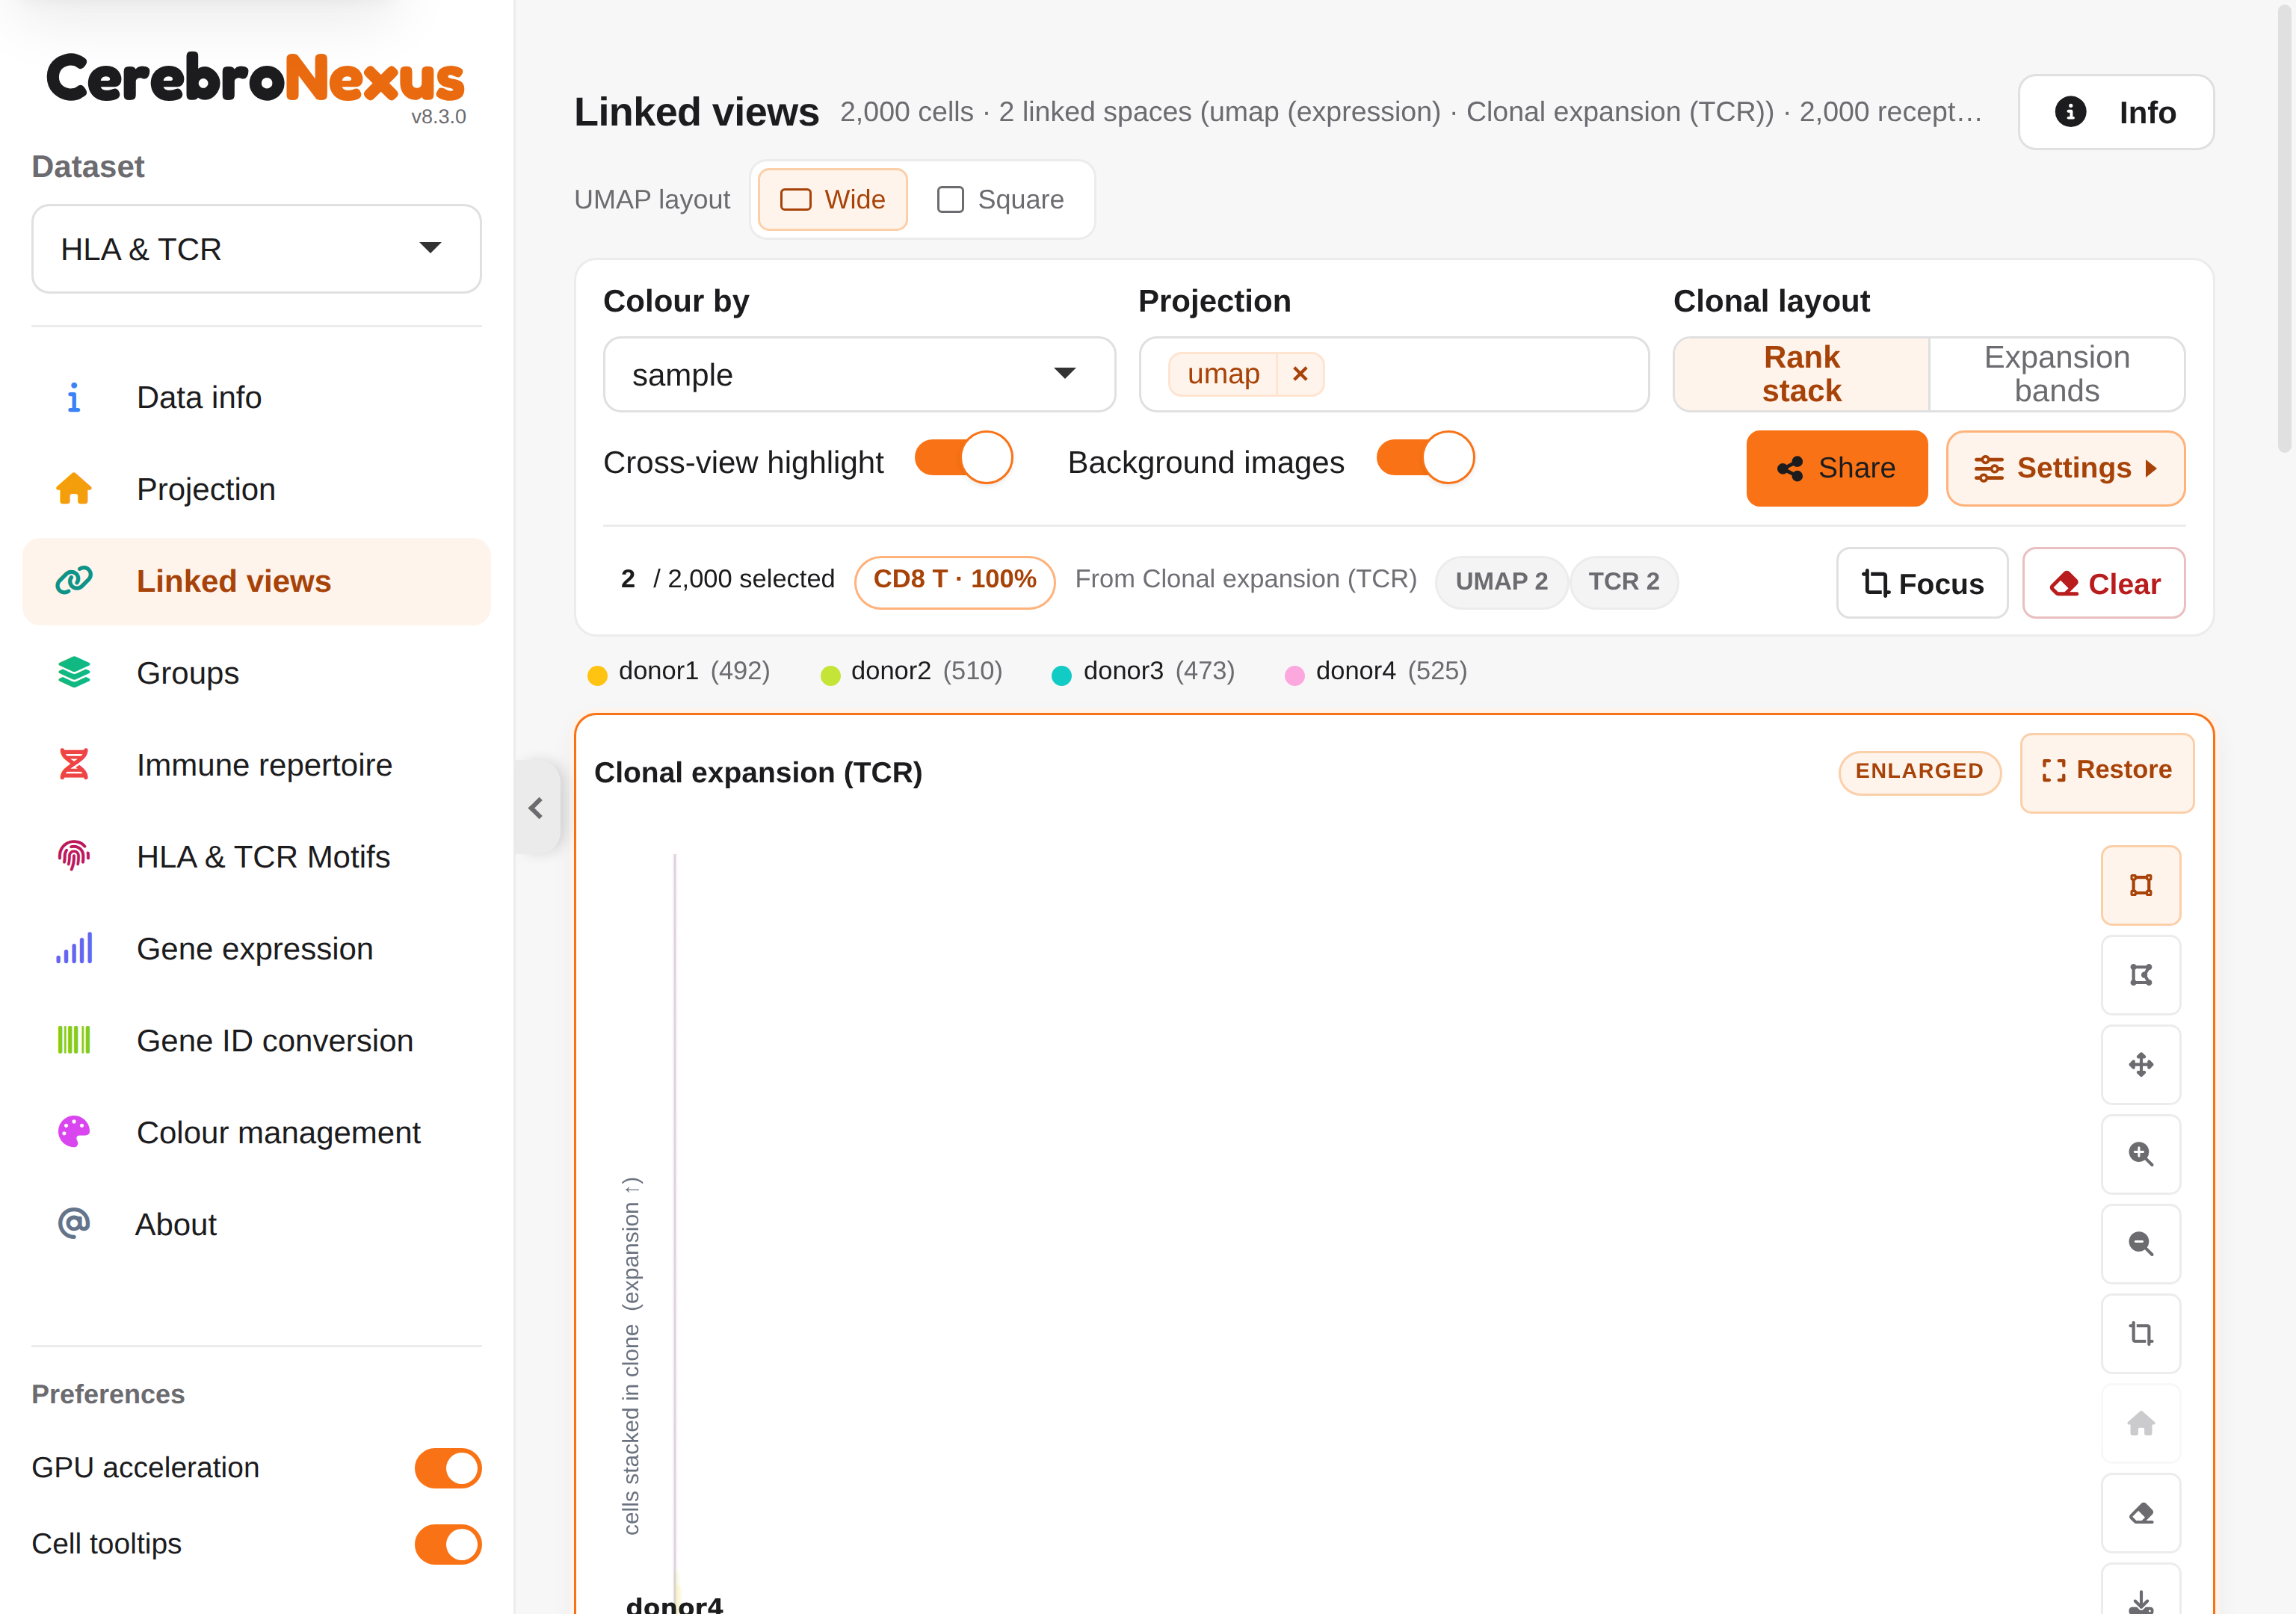 CerebroNexus
v8.3.0
Dataset
HLA & TCR
Data info
Projection
Linked views
Groups
Immune repertoire
HLA & TCR Motifs
Gene expression
Gene ID conversion
Colour management
About
Preferences
GPU acceleration
Cell tooltips
Linked views 2,000 cells · 2 linked spaces (umap (expression) · Clonal expansion (TCR)) · 2,000 recept…
Info
UMAP layout Wide Square
Colour by Projection Clonal layout
sample umap × Rank stack Expansion bands
Cross-view highlight Background images Share Settings
2 / 2,000 selected CD8 T · 100% From Clonal expansion (TCR) UMAP 2 TCR 2 Focus Clear
donor1 (492) donor2 (510) donor3 (473) donor4 (525)
Clonal expansion (TCR) ENLARGED Restore
cells stacked in clone (expansion ↑)
donor4